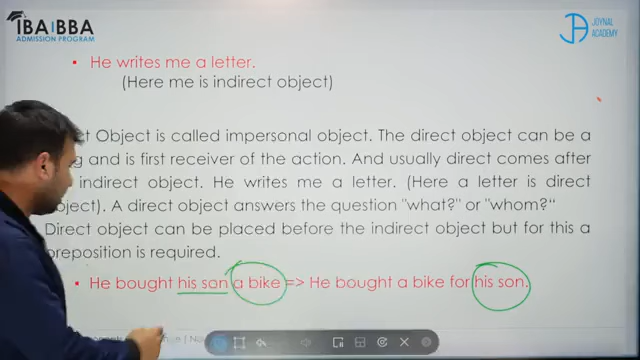 IBA|BBA
ADMISSION PROGRAM
JOYNAL
ACADEMY
• He writes me a letter.
(Here me is indirect object)
Object is called impersonal object. The direct object can be a
and is first receiver of the action. And usually direct comes after
indirect object. He writes me a letter. (Here a letter is direct
object). A direct object answers the question "what?" or "whom?"
Direct object can be placed before the indirect object but for this a
preposition is required.
• He bought his son a bike => He bought a bike for his son.